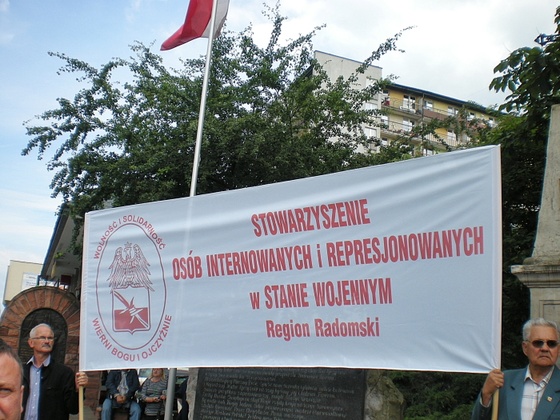 WOLNOŚĆ I SOLIDARNOŚĆ
WIERNI BOGU I OJCZYŹNIE
STOWARZYSZENIE
OSÓB INTERNOWANYCH i REPRESJONOWANYCH
w STANIE WOJENNYM
Region Radomski